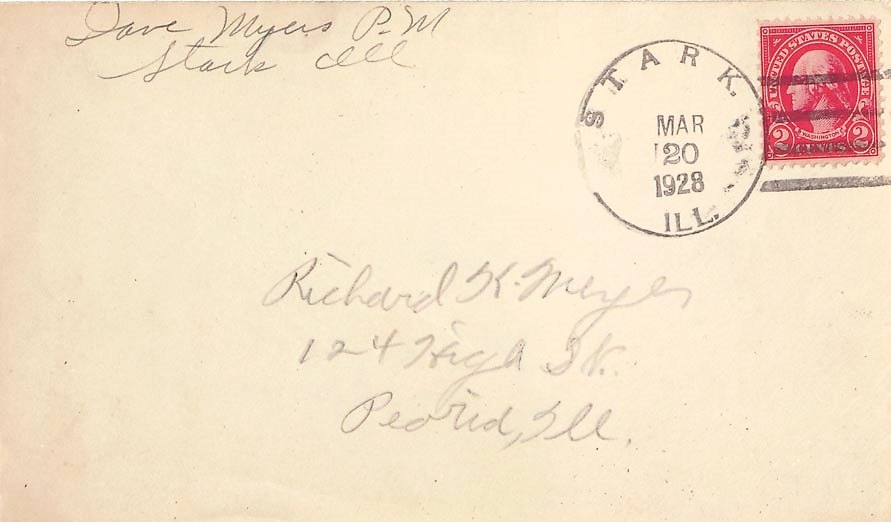 Dave Myers P.M
Stark Ill
STARK.
MAR
20
1928
ILL.
UNITED STATES POSTAGE
WASHINGTON
2 CENTS 2
Richard K. Meyer
124 High St.
Peoria, Ill.